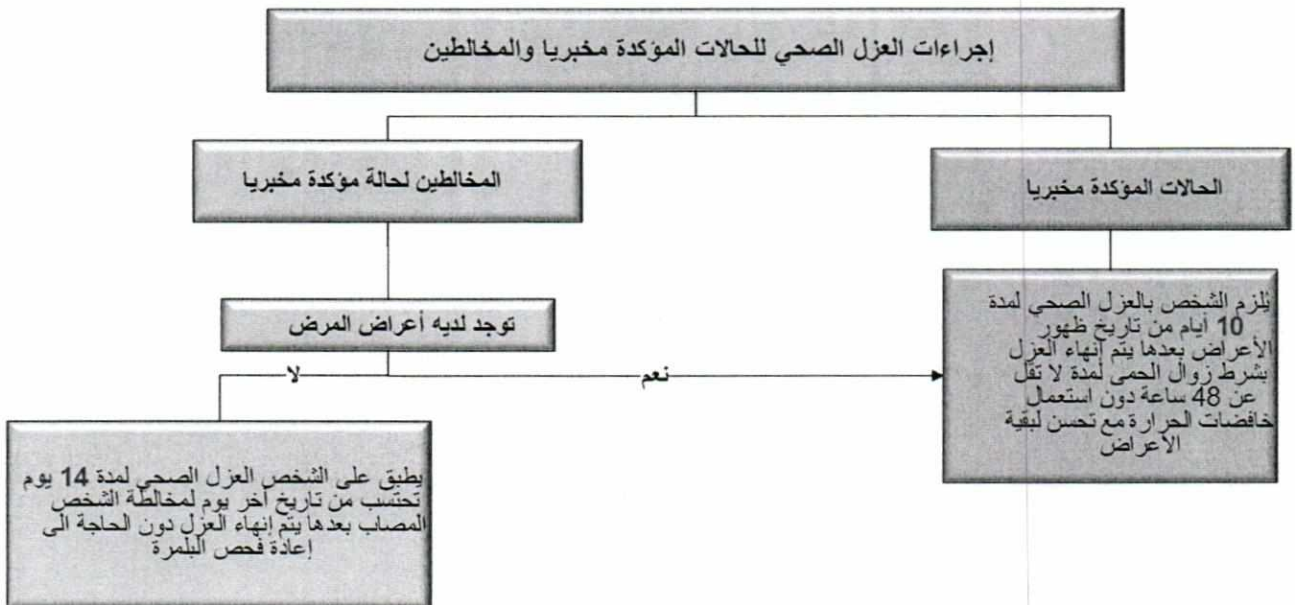 إجراءات العزل الصحي للحالات المؤكدة مخبريا والمخالطين
الحالات المؤكدة مخبريا
المخالطين لحالة مؤكدة مخبريا
يُلزم الشخص بالعزل الصحي لمدة
10 أيام من تاريخ ظهور
الأعراض بعدها يتم إنهاء العزل
بشرط زوال الحمى لمدة لا تقل
عن 48 ساعة دون استعمال
خافضات الحرارة مع تحسن لبقية
الأعراض
توجد لديه أعراض المرض
نعم
لا
يطبق على الشخص العزل الصحي لمدة 14 يوم
تحتسب من تاريخ أخر يوم لمخالطة الشخص
المصاب بعدها يتم إنهاء العزل دون الحاجة الى
إعادة فحص البلمرة